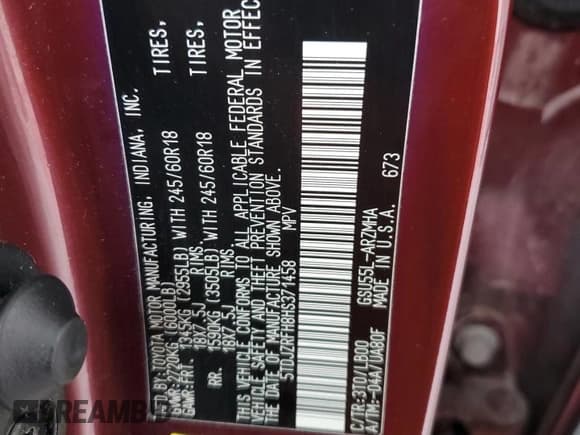 MFD BY: TOYOTA MOTOR MANUFACTURING, INDIANA, INC.
GVWR: 2720KG (6000LB)
GAWR:FRT. 1340KG (2955LB) WITH 245/60R18 TIRES,
18X7.5J RIMS,
RR. 1590KG (3505LB) WITH 245/60R18 TIRES,
18X7.5J RIMS,
THIS VEHICLE CONFORMS TO ALL APPLICABLE FEDERAL MOTOR
VEHICLE SAFETY AND THEFT PREVENTION STANDARDS IN EFFECT
ON THE DATE OF MANUFACTURE SHOWN ABOVE.
5TDJZRFH8HS371458 MPV
C/TR:3T0/LB00 GSU55L-ARZMHA
A/TM:-04A/UA80F MADE IN U.S.A. 673
DREAMBID